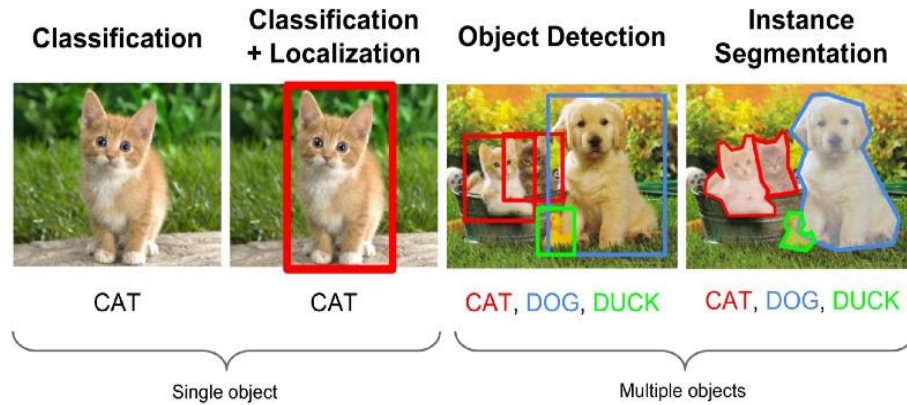 Classification
Classification
+ Localization
Object Detection
Instance
Segmentation
CAT
CAT
CAT, DOG, DUCK
CAT, DOG, DUCK
Single object
Multiple objects